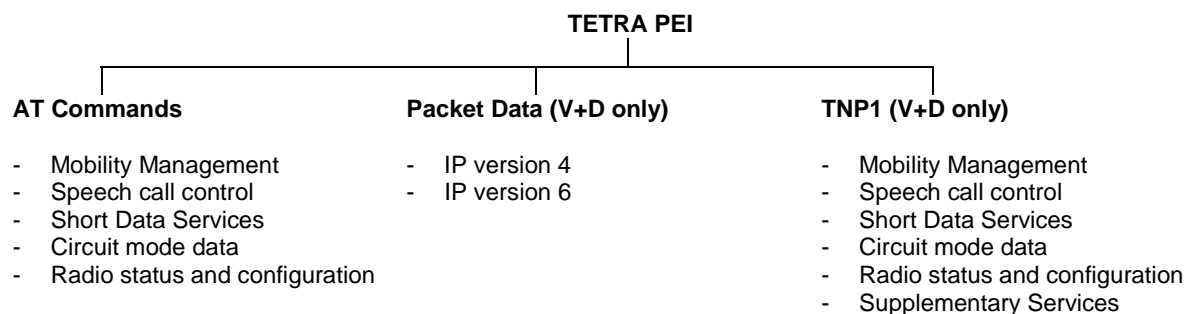 TETRA PEI
AT Commands
- Mobility Management
- Speech call control
- Short Data Services
- Circuit mode data
- Radio status and configuration
Packet Data (V+D only)
- IP version 4
- IP version 6
TNP1 (V+D only)
- Mobility Management
- Speech call control
- Short Data Services
- Circuit mode data
- Radio status and configuration
- Supplementary Services